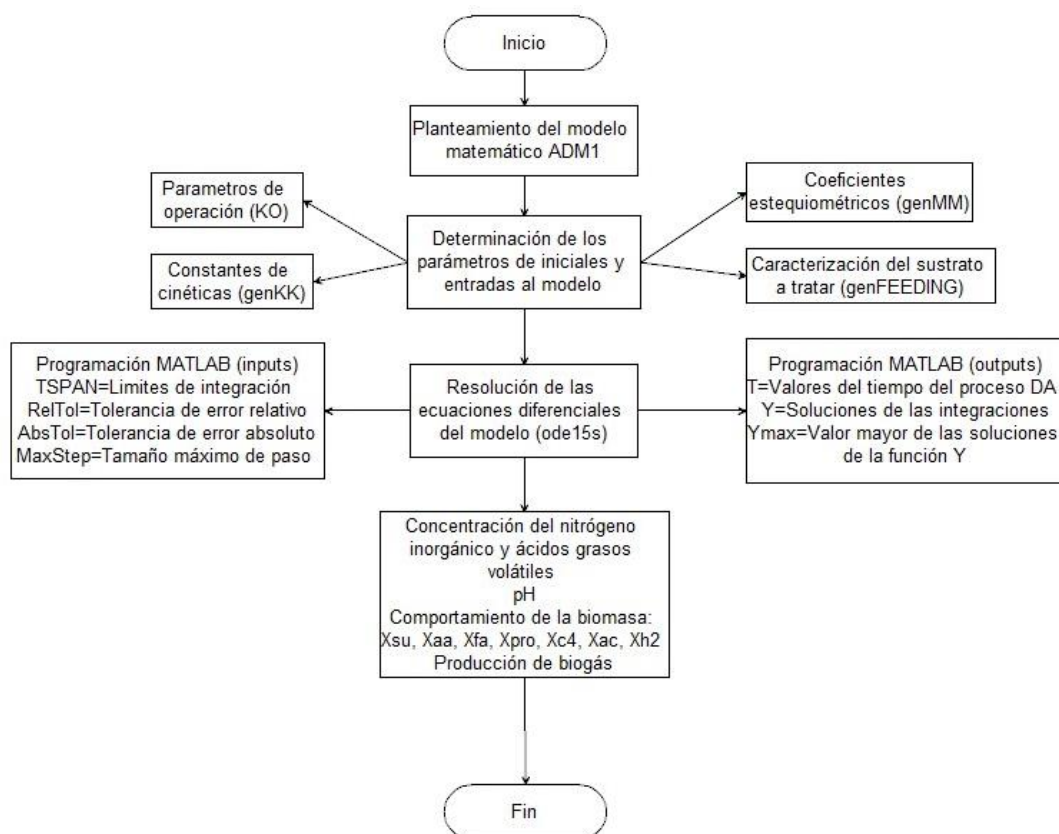 Inicio
Planteamiento del modelo
matemático ADM1
Parametros de
operación (KO)
Coeficientes
estequiométricos (genMM)
Determinación de los
parámetros de iniciales y
entradas al modelo
Constantes de
cinéticas (genKK)
Caracterización del sustrato
a tratar (genFEEDING)
Programación MATLAB (inputs)
TSPAN=Limites de integración
RelTol=Tolerancia de error relativo
AbsTol=Tolerancia de error absoluto
MaxStep=Tamaño máximo de paso
Resolución de las
ecuaciones diferenciales
del modelo (ode15s)
Programación MATLAB (outputs)
T=Valores del tiempo del proceso DA
Y=Soluciones de las integraciones
Ymax=Valor mayor de las soluciones
de la función Y
Concentración del nitrógeno
inorgánico y ácidos grasos
volátiles
pH
Comportamiento de la biomasa:
Xsu, Xaa, Xfa, Xpro, Xc4, Xac, Xh2
Producción de biogás
Fin